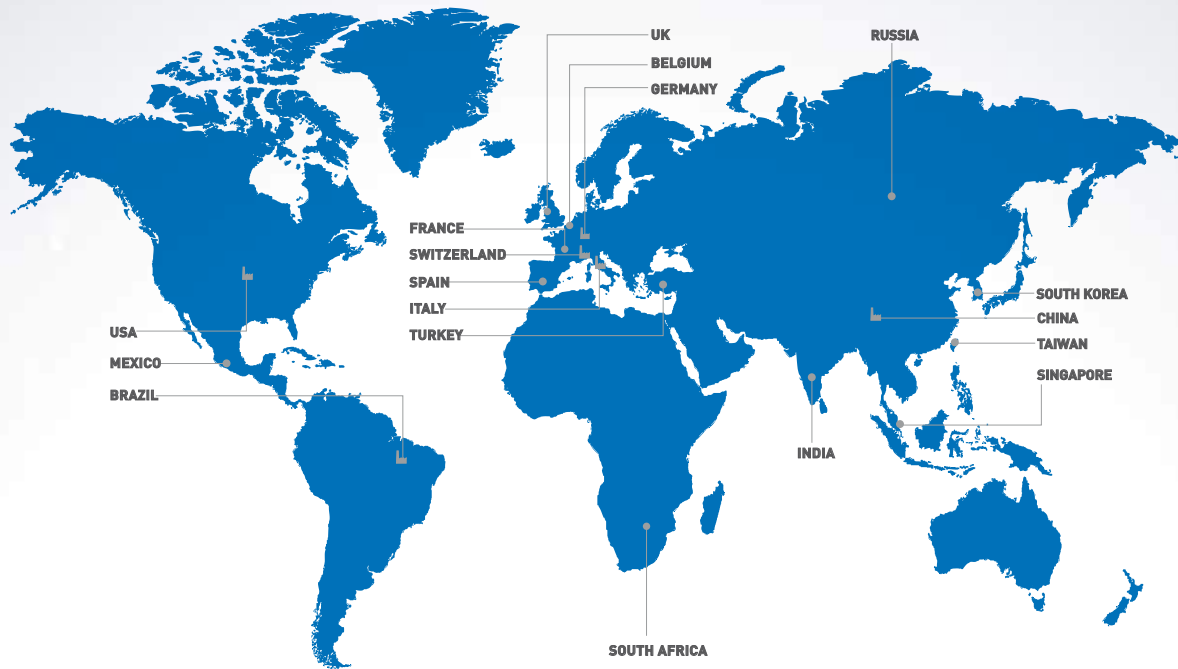 UK
RUSSIA
BELGIUM
GERMANY
FRANCE
SWITZERLAND
SPAIN
ITALY
TURKEY
USA
MEXICO
BRAZIL
SOUTH KOREA
CHINA
TAIWAN
SINGAPORE
INDIA
SOUTH AFRICA